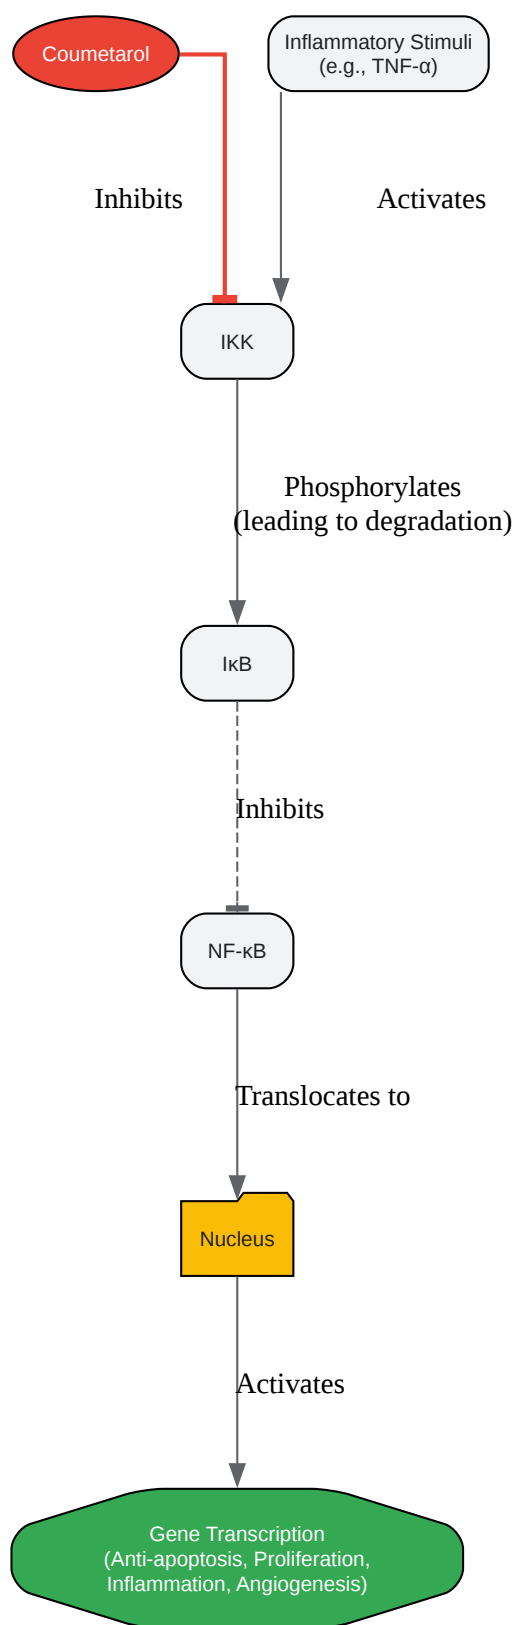 Coumetarol
Inflammatory Stimuli
(e.g., TNF-α)
Inhibits
Activates
IKK
Phosphorylates
(leading to degradation)
IκB
Inhibits
NF-κB
Translocates to
Nucleus
Activates
Gene Transcription
(Anti-apoptosis, Proliferation,
Inflammation, Angiogenesis)